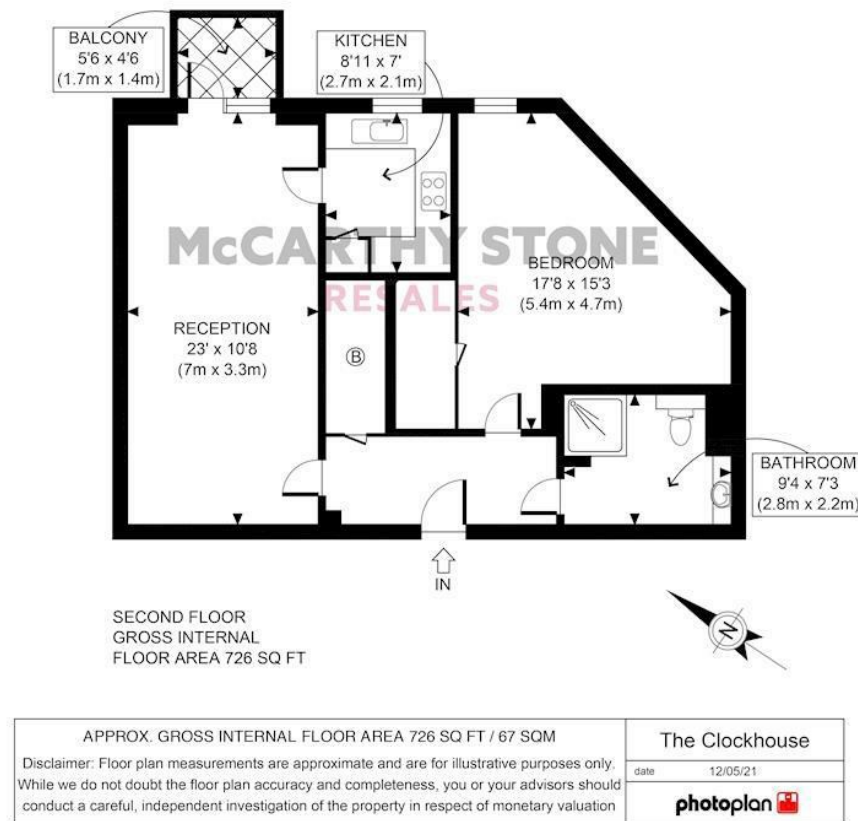 BALCONY
5'6 x 4'6
(1.7m x 1.4m)
KITCHEN
8'11 x 7'
(2.7m x 2.1m)
McCARTHY STONE
RESALES
BEDROOM
17'8 x 15'3
(5.4m x 4.7m)
RECEPTION
23' x 10'8
(7m x 3.3m)
B
BATHROOM
9'4 x 7'3
(2.8m x 2.2m)
IN
N
SECOND FLOOR
GROSS INTERNAL
FLOOR AREA 726 SQ FT
APPROX. GROSS INTERNAL FLOOR AREA 726 SQ FT / 67 SQM
Disclaimer: Floor plan measurements are approximate and are for illustrative purposes only.
While we do not doubt the floor plan accuracy and completeness, you or your advisors should
conduct a careful, independent investigation of the property in respect of monetary valuation
The Clockhouse
date 12/05/21
photoplan